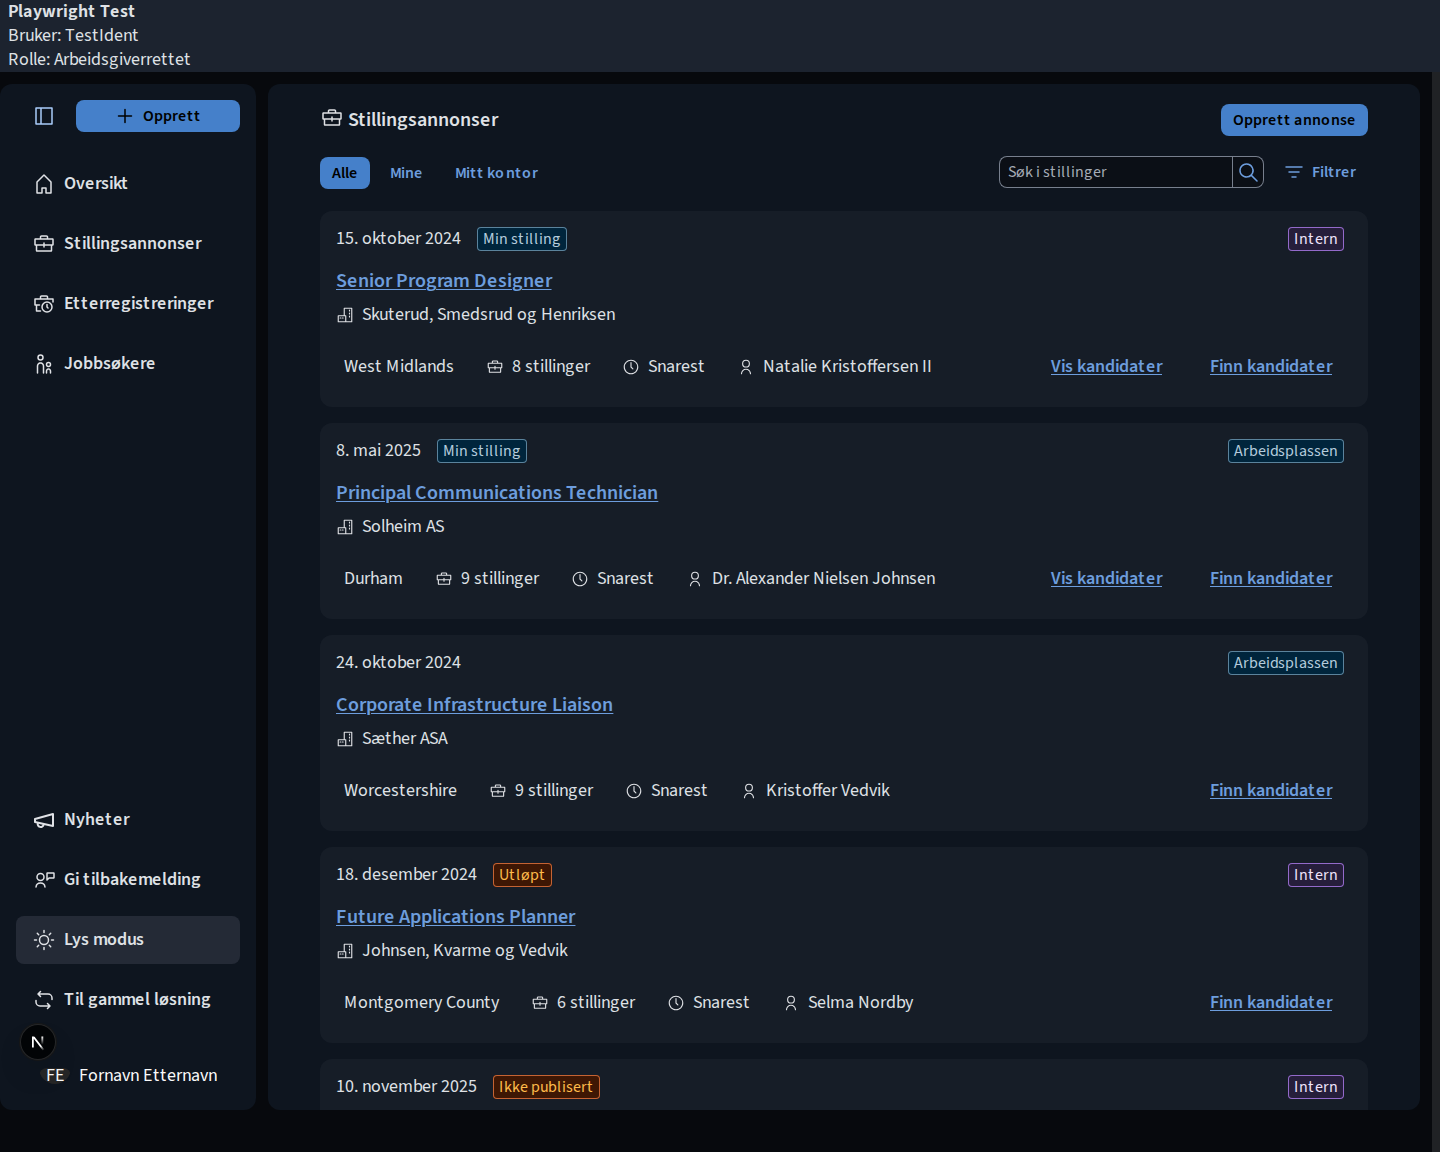 Playwright Test
Bruker: TestIdent
Rolle: Arbeidsgiverrettet
Opprett
Oversikt
Stillingsannonser
Etterregistreringer
Jobbsøkere
Nyheter
Gi tilbakemelding
Lys modus
Til gammel løsning
N
FE Fornavn Etternavn
Stillingsannonser
Opprett annonse
Alle Mine Mitt kontor
Søk i stillinger
Filtrer
15. oktober 2024 Min stilling Intern
Senior Program Designer
Skuterud, Smedsrud og Henriksen
West Midlands 8 stillinger Snarest Natalie Kristoffersen II Vis kandidater Finn kandidater
8. mai 2025 Min stilling Arbeidsplassen
Principal Communications Technician
Solheim AS
Durham 9 stillinger Snarest Dr. Alexander Nielsen Johnsen Vis kandidater Finn kandidater
24. oktober 2024 Arbeidsplassen
Corporate Infrastructure Liaison
Sæther ASA
Worcestershire 9 stillinger Snarest Kristoffer Vedvik Finn kandidater
18. desember 2024 Utløpt Intern
Future Applications Planner
Johnsen, Kvarme og Vedvik
Montgomery County 6 stillinger Snarest Selma Nordby Finn kandidater
10. november 2025 Ikke publisert Intern